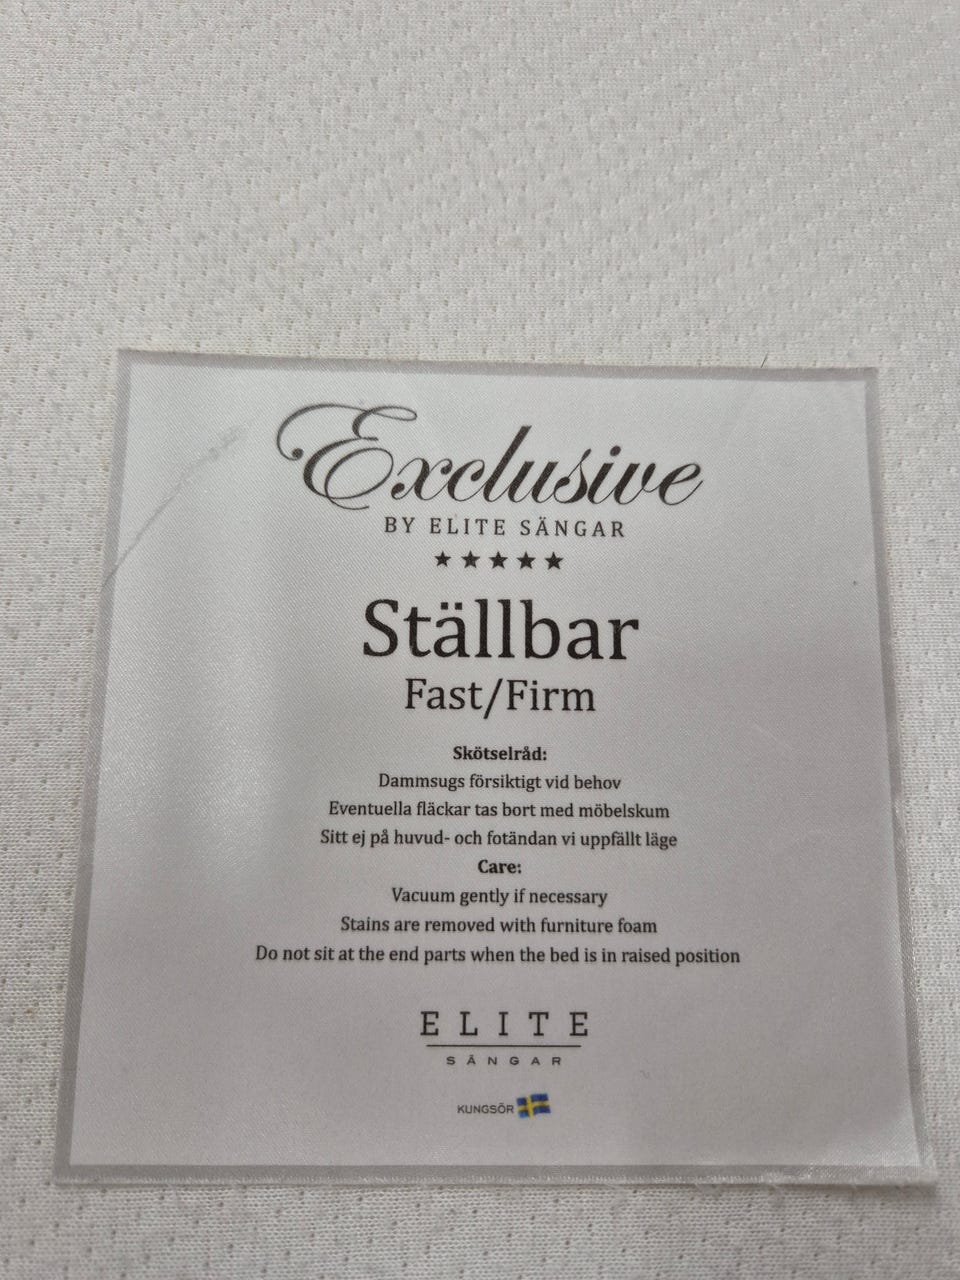 Exclusive
BY ELITE SÄNGAR
★★★★★
Ställbar
Fast/Firm
Skötselråd:
Dammsugs försiktigt vid behov
Eventuella fläckar tas bort med möbelskum
Sitt ej på huvud- och fotändan vi uppfällt läge
Care:
Vacuum gently if necessary
Stains are removed with furniture foam
Do not sit at the end parts when the bed is in raised position
ELITE
SÄNGAR
KUNGSÖR